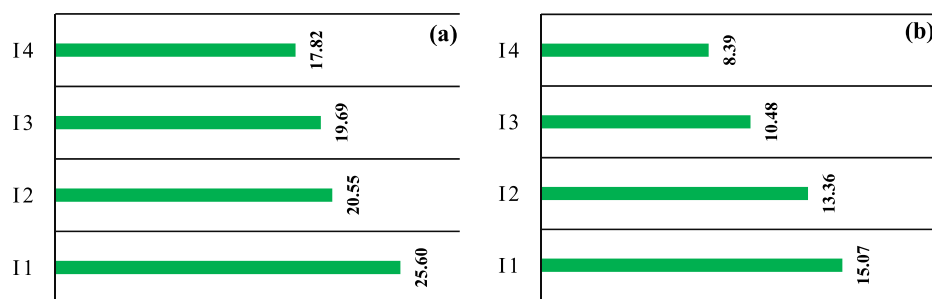 (a)
I4
17.82
I3
19.69
I2
20.55
I1
25.60
(b)
I4
8.39
I3
10.48
I2
13.36
I1
15.07